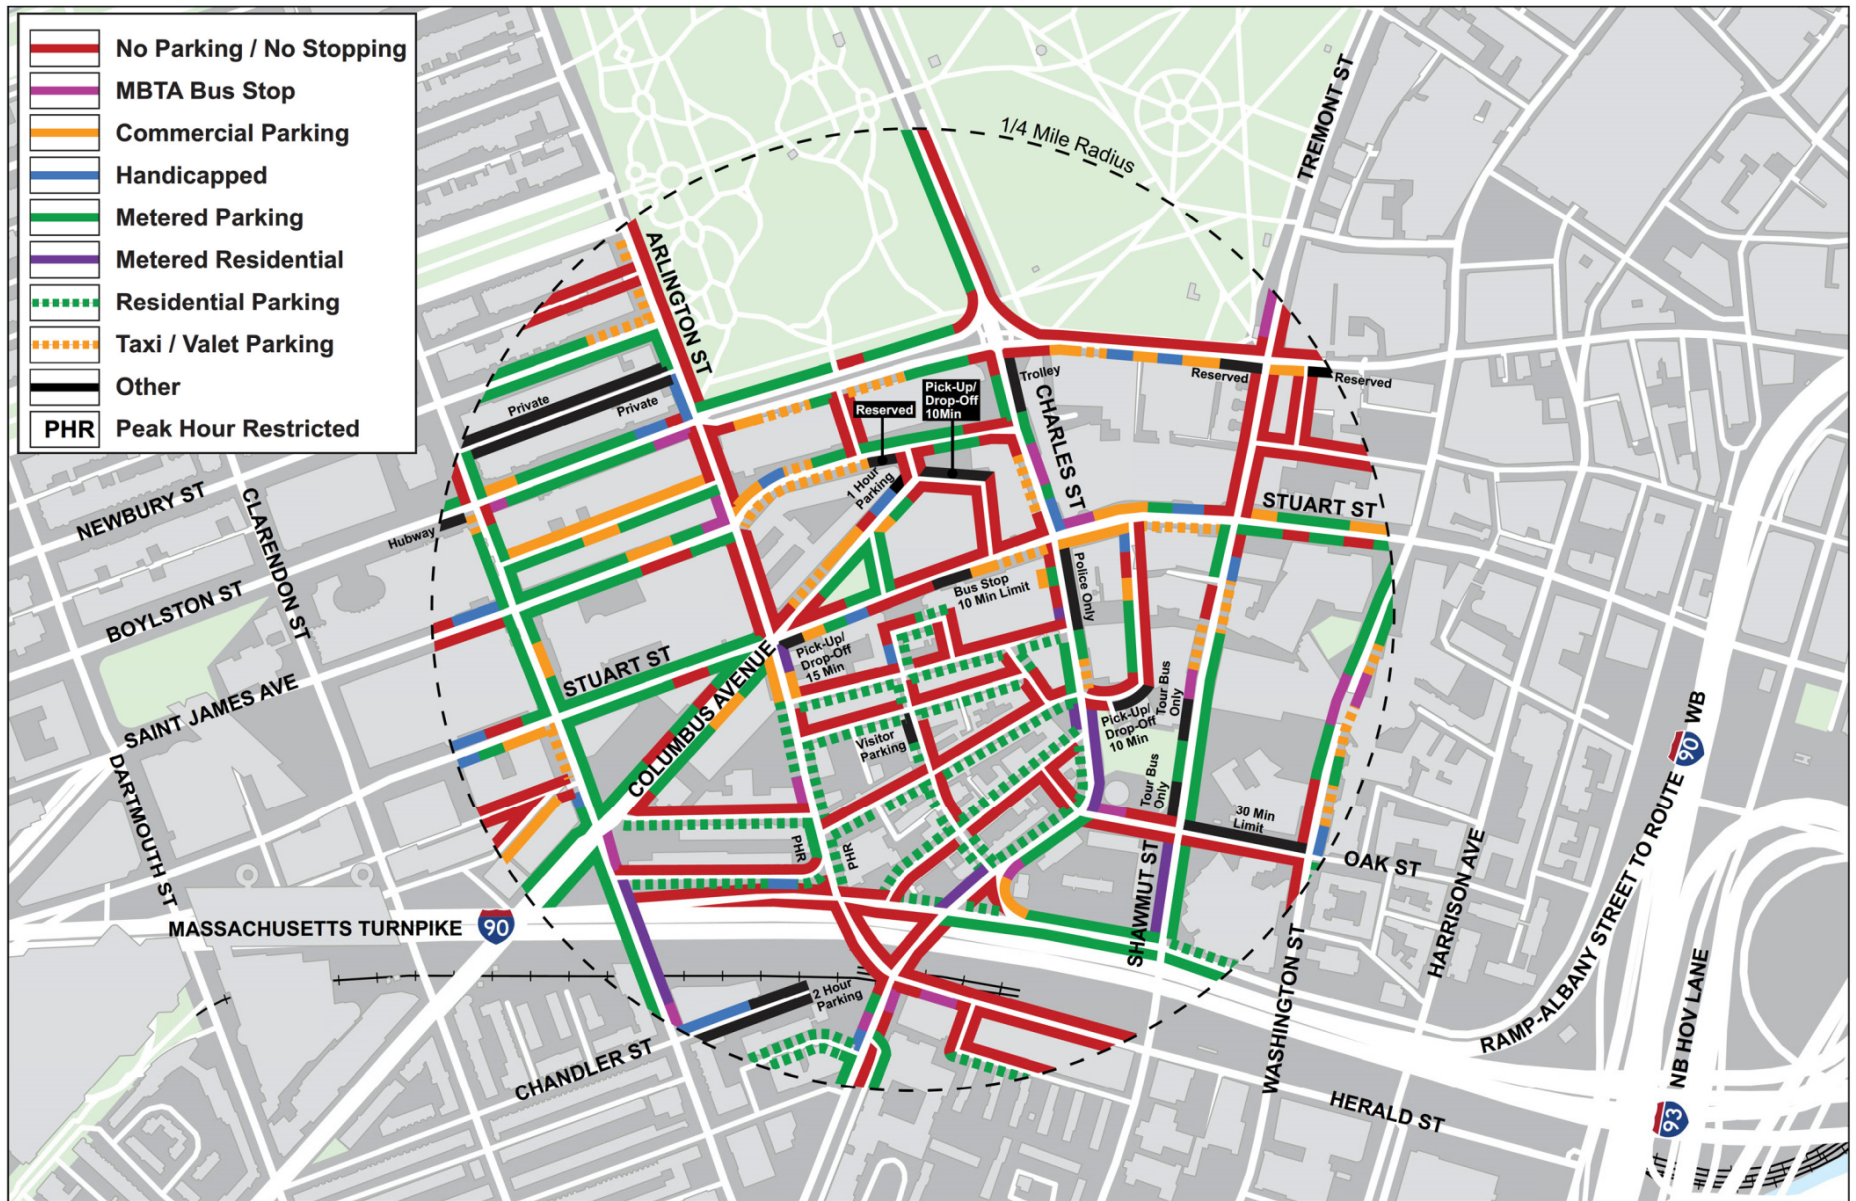 No Parking / No Stopping
MBTA Bus Stop
Commercial Parking
Handicapped
Metered Parking
Metered Residential
Residential Parking
Taxi / Valet Parking
Other
PHR Peak Hour Restricted
1/4 Mile Radius
TREMONT ST
ARLINGTON ST
Trolley
Reserved
Reserved
Pick-Up/
Drop-Off
10Min
Reserved
CHARLES ST
Private
Private
1 Hour
Parking
NEWBURY ST
CLARENDON ST
Hubway
STUART ST
BOYLSTON ST
Bus Stop
10 Min Limit
Police Only
Pick-Up/
Drop-Off
15 Min
STUART ST
COLUMBUS AVENUE
SAINT JAMES AVE
Visitor
Parking
Pick-Up/
Drop-Off
10 Min
Tour Bus
Only
Tour Bus
Only
DARTMOUTH ST
30 Min
Limit
PHR
PHR
OAK ST
SHAWMUT ST
HARRISON AVE
90 WB
RAMP-ALBANY STREET TO ROUTE
MASSACHUSETTS TURNPIKE 90
WASHINGTON ST
NB HOV LANE
2 Hour
Parking
CHANDLER ST
HERALD ST
93